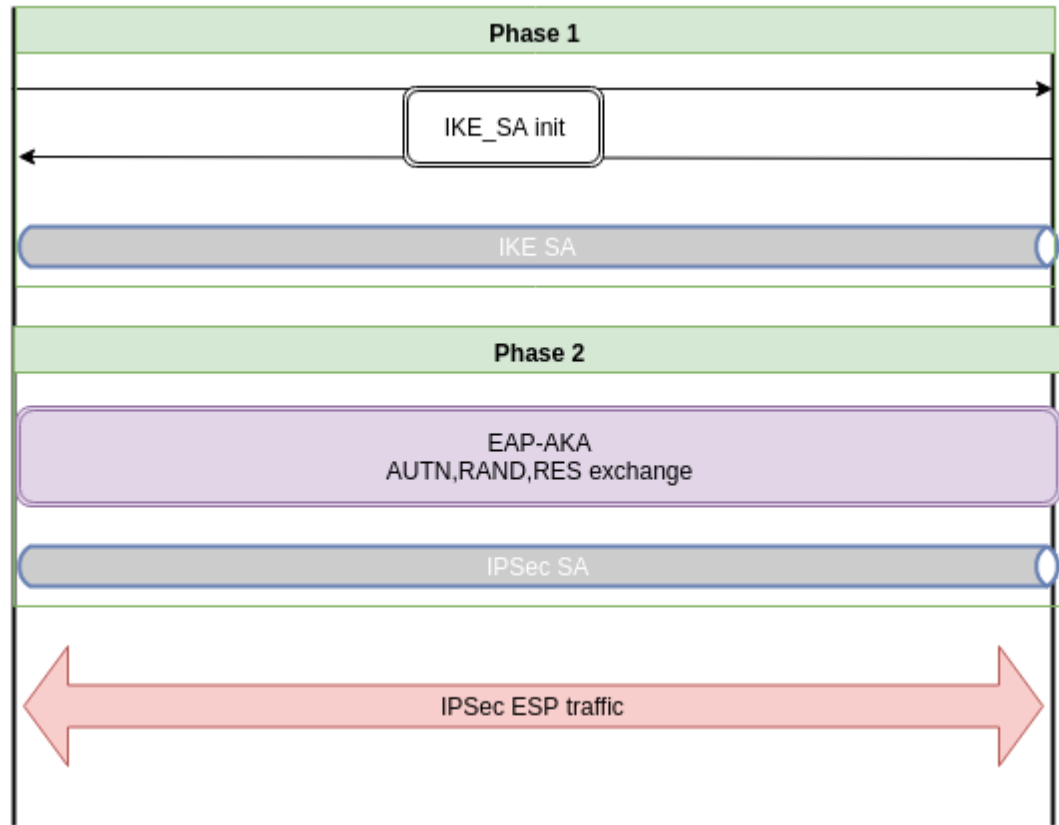 Phase 1
IKE_SA init
IKE SA
Phase 2
EAP-AKA
AUTN,RAND,RES exchange
IPSec SA
IPSec ESP traffic